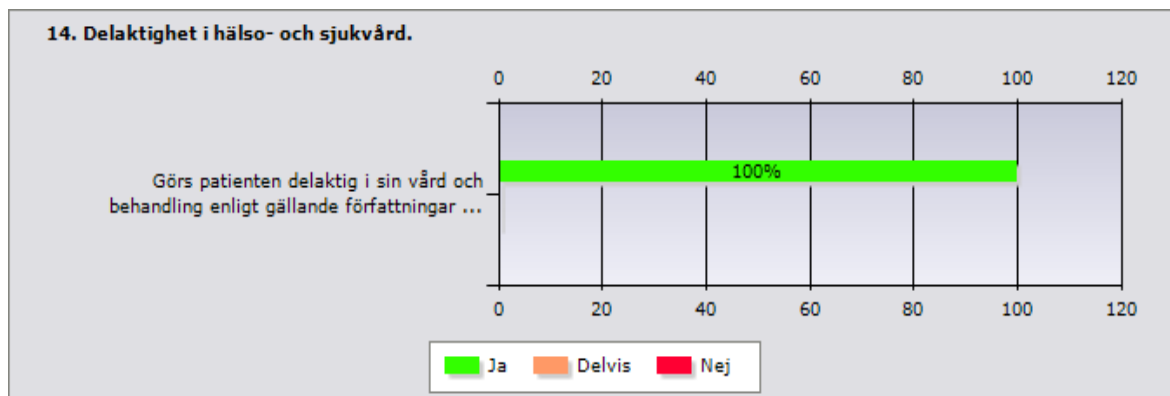 14. Delaktighet i hälso- och sjukvård.
0 20 40 60 80 100 120
Görs patienten delaktig i sin vård och
behandling enligt gällande författningar ...
100%
0 20 40 60 80 100 120
Ja Delvis Nej